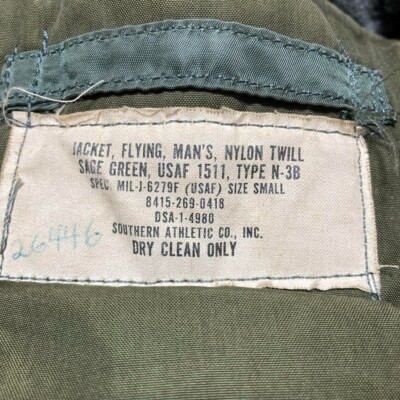 JACKET, FLYING, MAN'S, NYLON TWILL
SAGE GREEN, USAF 1511, TYPE N-3B
SPEC. MIL-J-6279F (USAF) SIZE SMALL
8415-269-0418
DSA-1-4980
SOUTHERN ATHLETIC CO., INC.
DRY CLEAN ONLY
26446